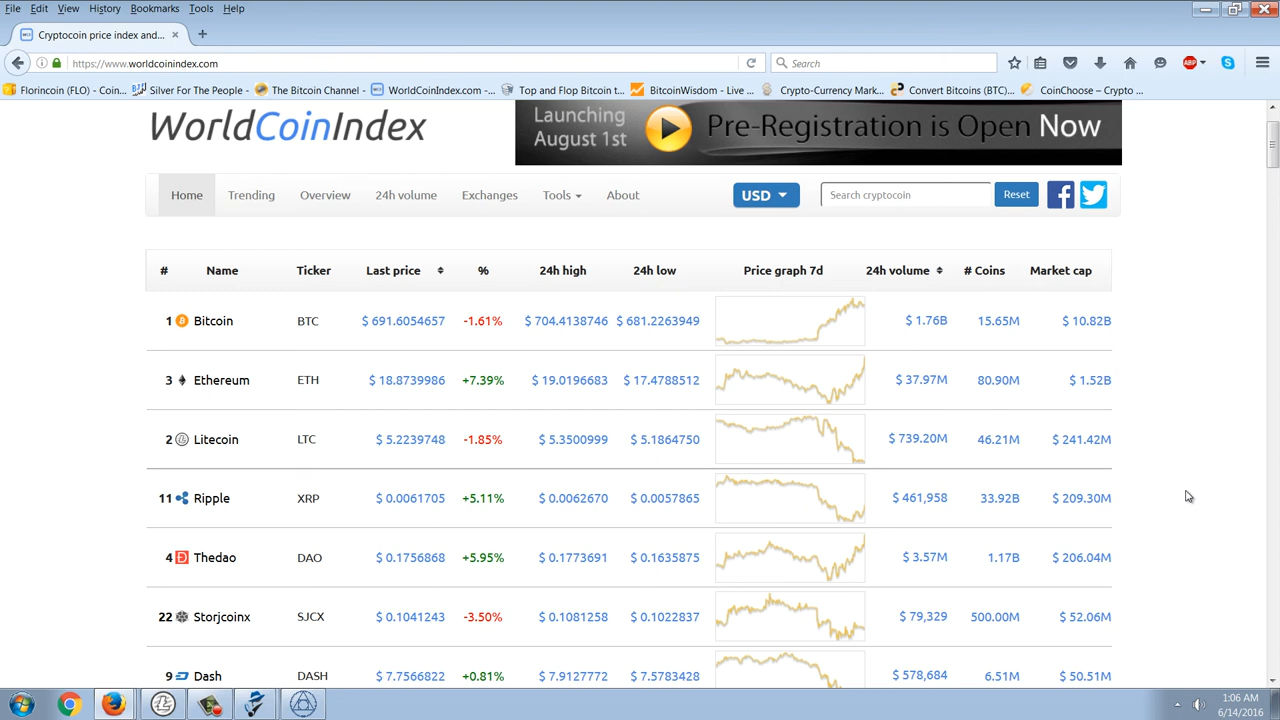 File Edit View History Bookmarks Tools Help
Cryptocoin price index and...
https://www.worldcoinindex.com
Search
Florincoin (FLO) - Coin...
Silver For The People -
The Bitcoin Channel -
WorldCoinIndex.com -...
Top and Flop Bitcoin t...
BitcoinWisdom - Live ...
Crypto-Currency Mark...
Convert Bitcoins (BTC)...
CoinChoose – Crypto ...
WorldCoinIndex
Launching
August 1st
Pre-Registration is Open Now
Home Trending Overview 24h volume Exchanges Tools About
USD
Search cryptocoin
Reset
# Name Ticker Last price % 24h high 24h low Price graph 7d 24h volume # Coins Market cap
1 Bitcoin BTC $ 691.6054657 -1.61% $ 704.4138746 $ 681.2263949 $ 1.76B 15.65M $ 10.82B
3 Ethereum ETH $ 18.8739986 +7.39% $ 19.0196683 $ 17.4788512 $ 37.97M 80.90M $ 1.52B
2 Litecoin LTC $ 5.2239748 -1.85% $ 5.3500999 $ 5.1864750 $ 739.20M 46.21M $ 241.42M
11 Ripple XRP $ 0.0061705 +5.11% $ 0.0062670 $ 0.0057865 $ 461,958 33.92B $ 209.30M
4 Thedao DAO $ 0.1756868 +5.95% $ 0.1773691 $ 0.1635875 $ 3.57M 1.17B $ 206.04M
22 Storjcoinx SJCX $ 0.1041243 -3.50% $ 0.1081258 $ 0.1022837 $ 79,329 500.00M $ 52.06M
9 Dash DASH $ 7.7566822 +0.81% $ 7.9127772 $ 7.5783428 $ 578,684 6.51M $ 50.51M
1:06 AM
6/14/2016